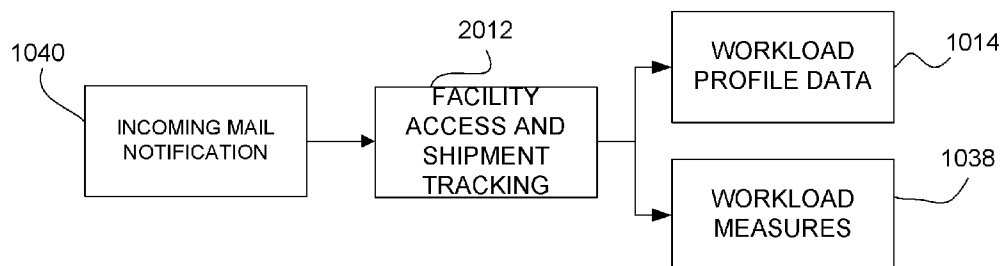 1040
INCOMING MAIL
NOTIFICATION
2012
FACILITY
ACCESS AND
SHIPMENT
TRACKING
WORKLOAD
PROFILE DATA
1014
WORKLOAD
MEASURES
1038